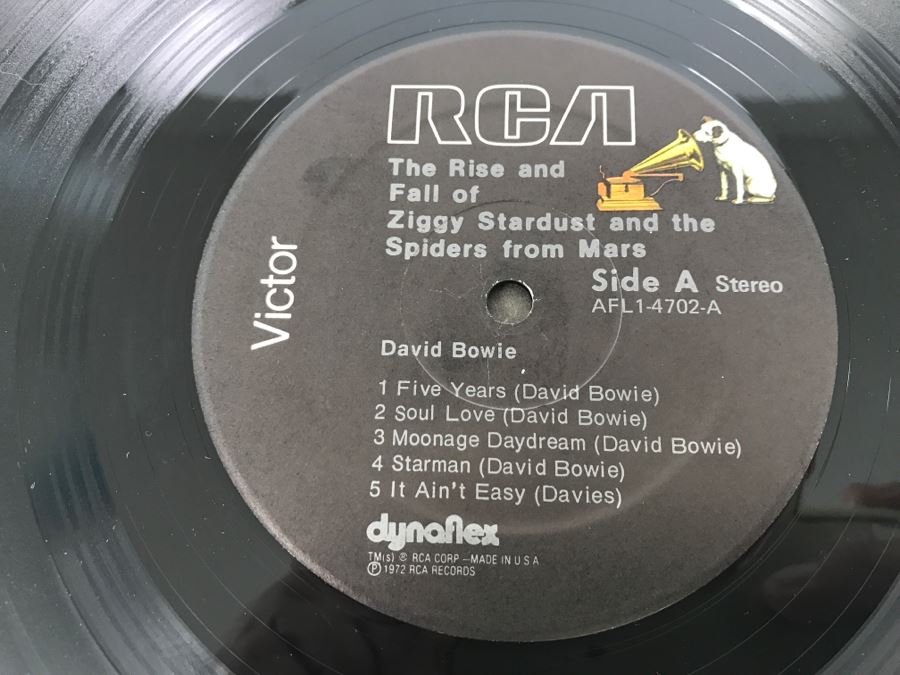 RCA
The Rise and
Fall of
Ziggy Stardust and the
Spiders from Mars
Side A Stereo
AFL1-4702-A
Victor
David Bowie
1 Five Years (David Bowie)
2 Soul Love (David Bowie)
3 Moonage Daydream (David Bowie)
4 Starman (David Bowie)
5 It Ain't Easy (Davies)
dynaflex
TM(s) ® RCA CORP—MADE IN U S A
℗ 1972 RCA RECORDS